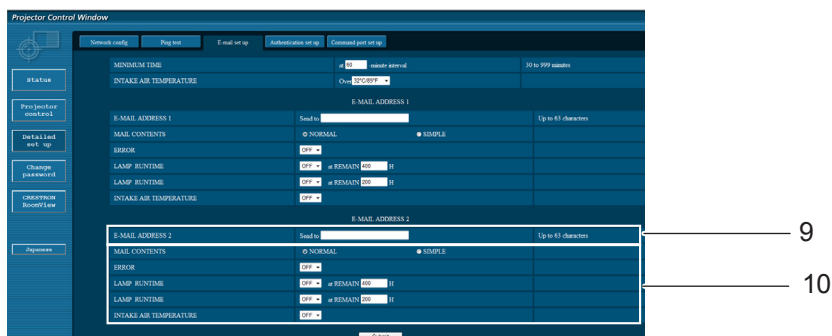 Projector Control Window
Network config Ping test E-mail set up Authentication set up Command port set up
MINIMUM TIME at 60 -minute interval 30 to 999 minutes
INTAKE AIR TEMPERATURE Over 32°C/89°F
E-MAIL ADDRESS 1
E-MAIL ADDRESS 1 Send to Up to 63 characters
MAIL CONTENTS NORMAL SIMPLE
ERROR OFF
LAMP RUNTIME OFF at REMAIN 400 H
LAMP RUNTIME OFF at REMAIN 200 H
INTAKE AIR TEMPERATURE OFF
E-MAIL ADDRESS 2
E-MAIL ADDRESS 2 Send to Up to 63 characters
MAIL CONTENTS NORMAL SIMPLE
ERROR OFF
LAMP RUNTIME OFF at REMAIN 400 H
LAMP RUNTIME OFF at REMAIN 200 H
INTAKE AIR TEMPERATURE OFF
Status
Projector
control
Detailed
set up
Change
password
CRESTRON
RoomView
Japanese
9
10